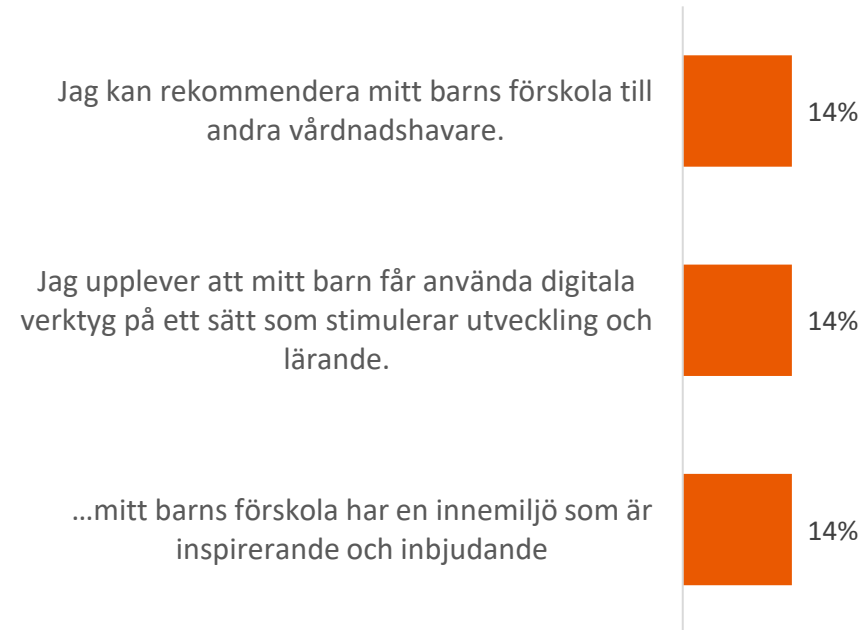 Jag kan rekommendera mitt barns förskola till
andra vårdnadshavare.
14%
Jag upplever att mitt barn får använda digitala
verktyg på ett sätt som stimulerar utveckling och
lärande.
14%
…mitt barns förskola har en innemiljö som är
inspirerande och inbjudande
14%